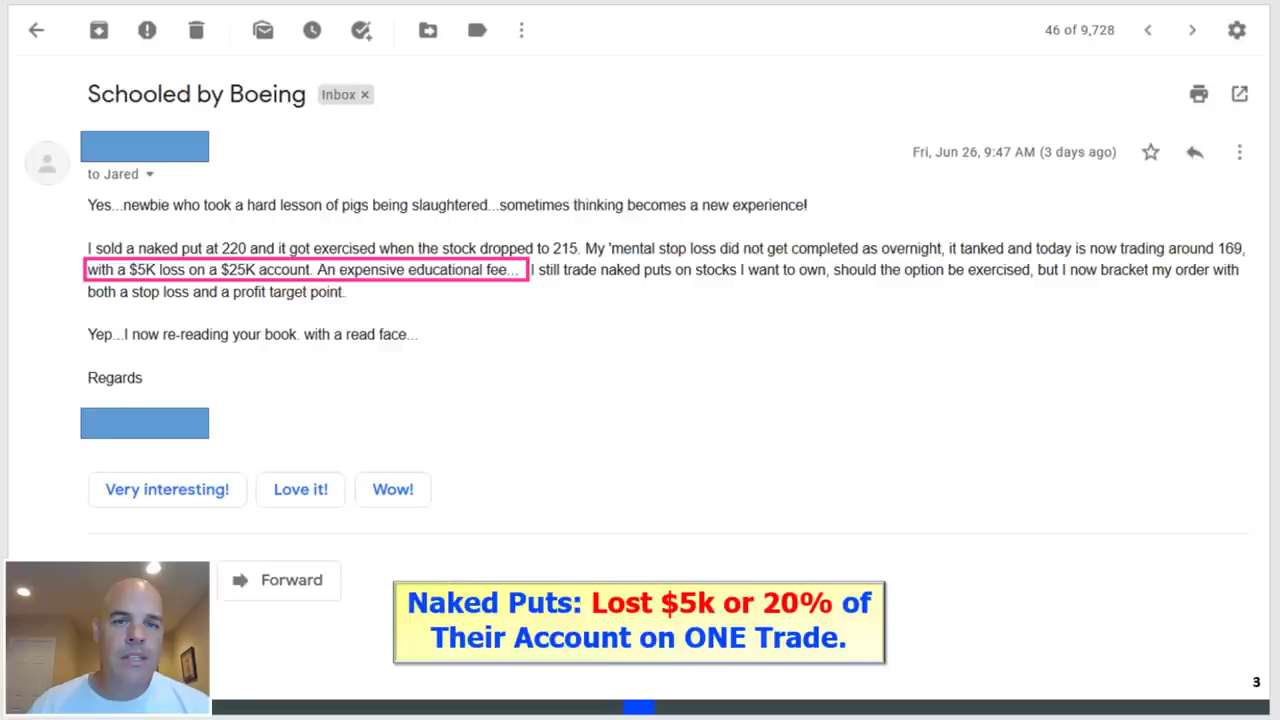 46 of 9,728
Schooled by Boeing Inbox ×
Fri, Jun 26, 9:47 AM (3 days ago)
to Jared
Yes...newbie who took a hard lesson of pigs being slaughtered...sometimes thinking becomes a new experience!
I sold a naked put at 220 and it got exercised when the stock dropped to 215. My 'mental stop loss did not get completed as overnight, it tanked and today is now trading around 169,
with a $5K loss on a $25K account. An expensive educational fee... I still trade naked puts on stocks I want to own, should the option be exercised, but I now bracket my order with
both a stop loss and a profit target point.
Yep...I now re-reading your book. with a read face...
Regards
Very interesting! Love it! Wow!
Forward
Naked Puts: Lost $5k or 20% of
Their Account on ONE Trade.
3